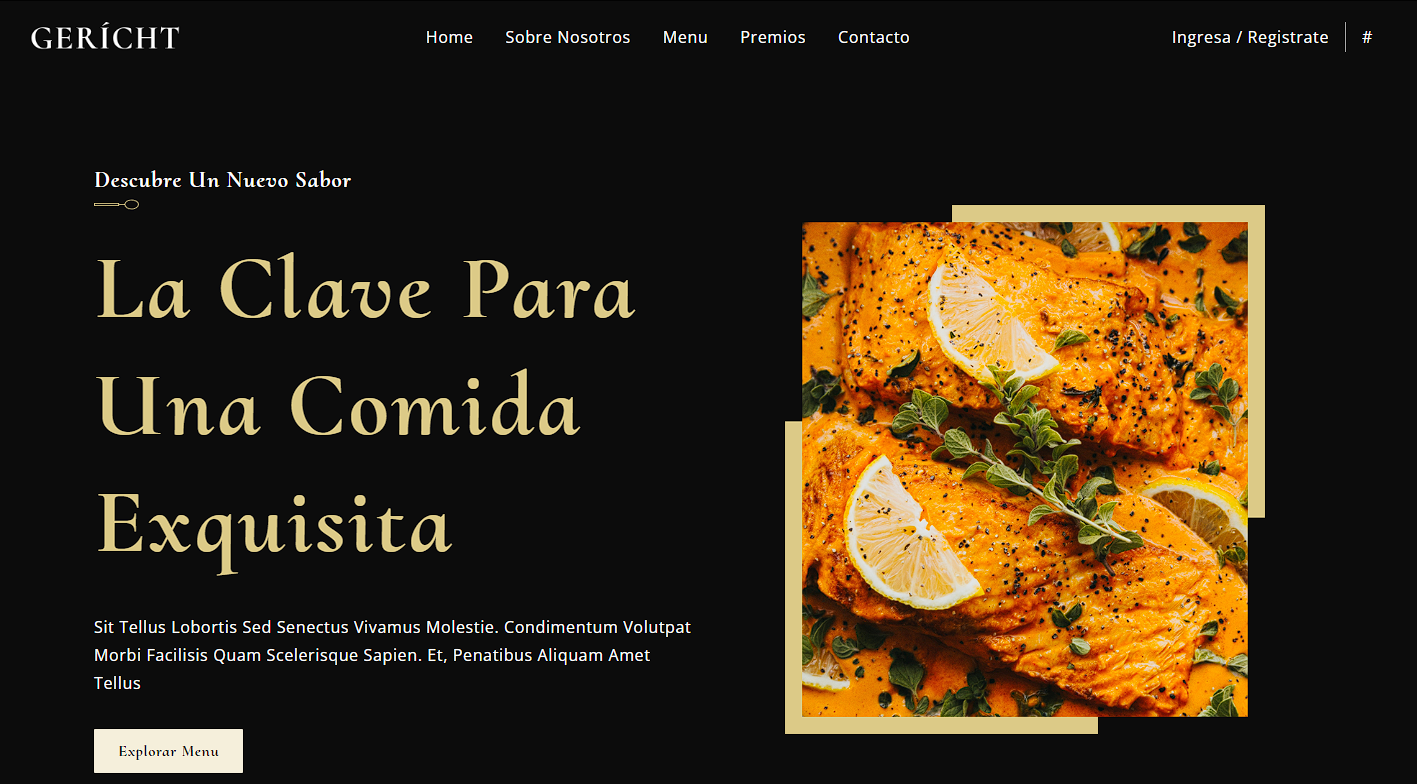 GERÍCHT
Home Sobre Nosotros Menu Premios Contacto
Ingresa / Registrate #
Descubre Un Nuevo Sabor
La Clave Para
Una Comida
Exquisita
Sit Tellus Lobortis Sed Senectus Vivamus Molestie. Condimentum Volutpat
Morbi Facilisis Quam Scelerisque Sapien. Et, Penatibus Aliquam Amet
Tellus
Explorar Menu